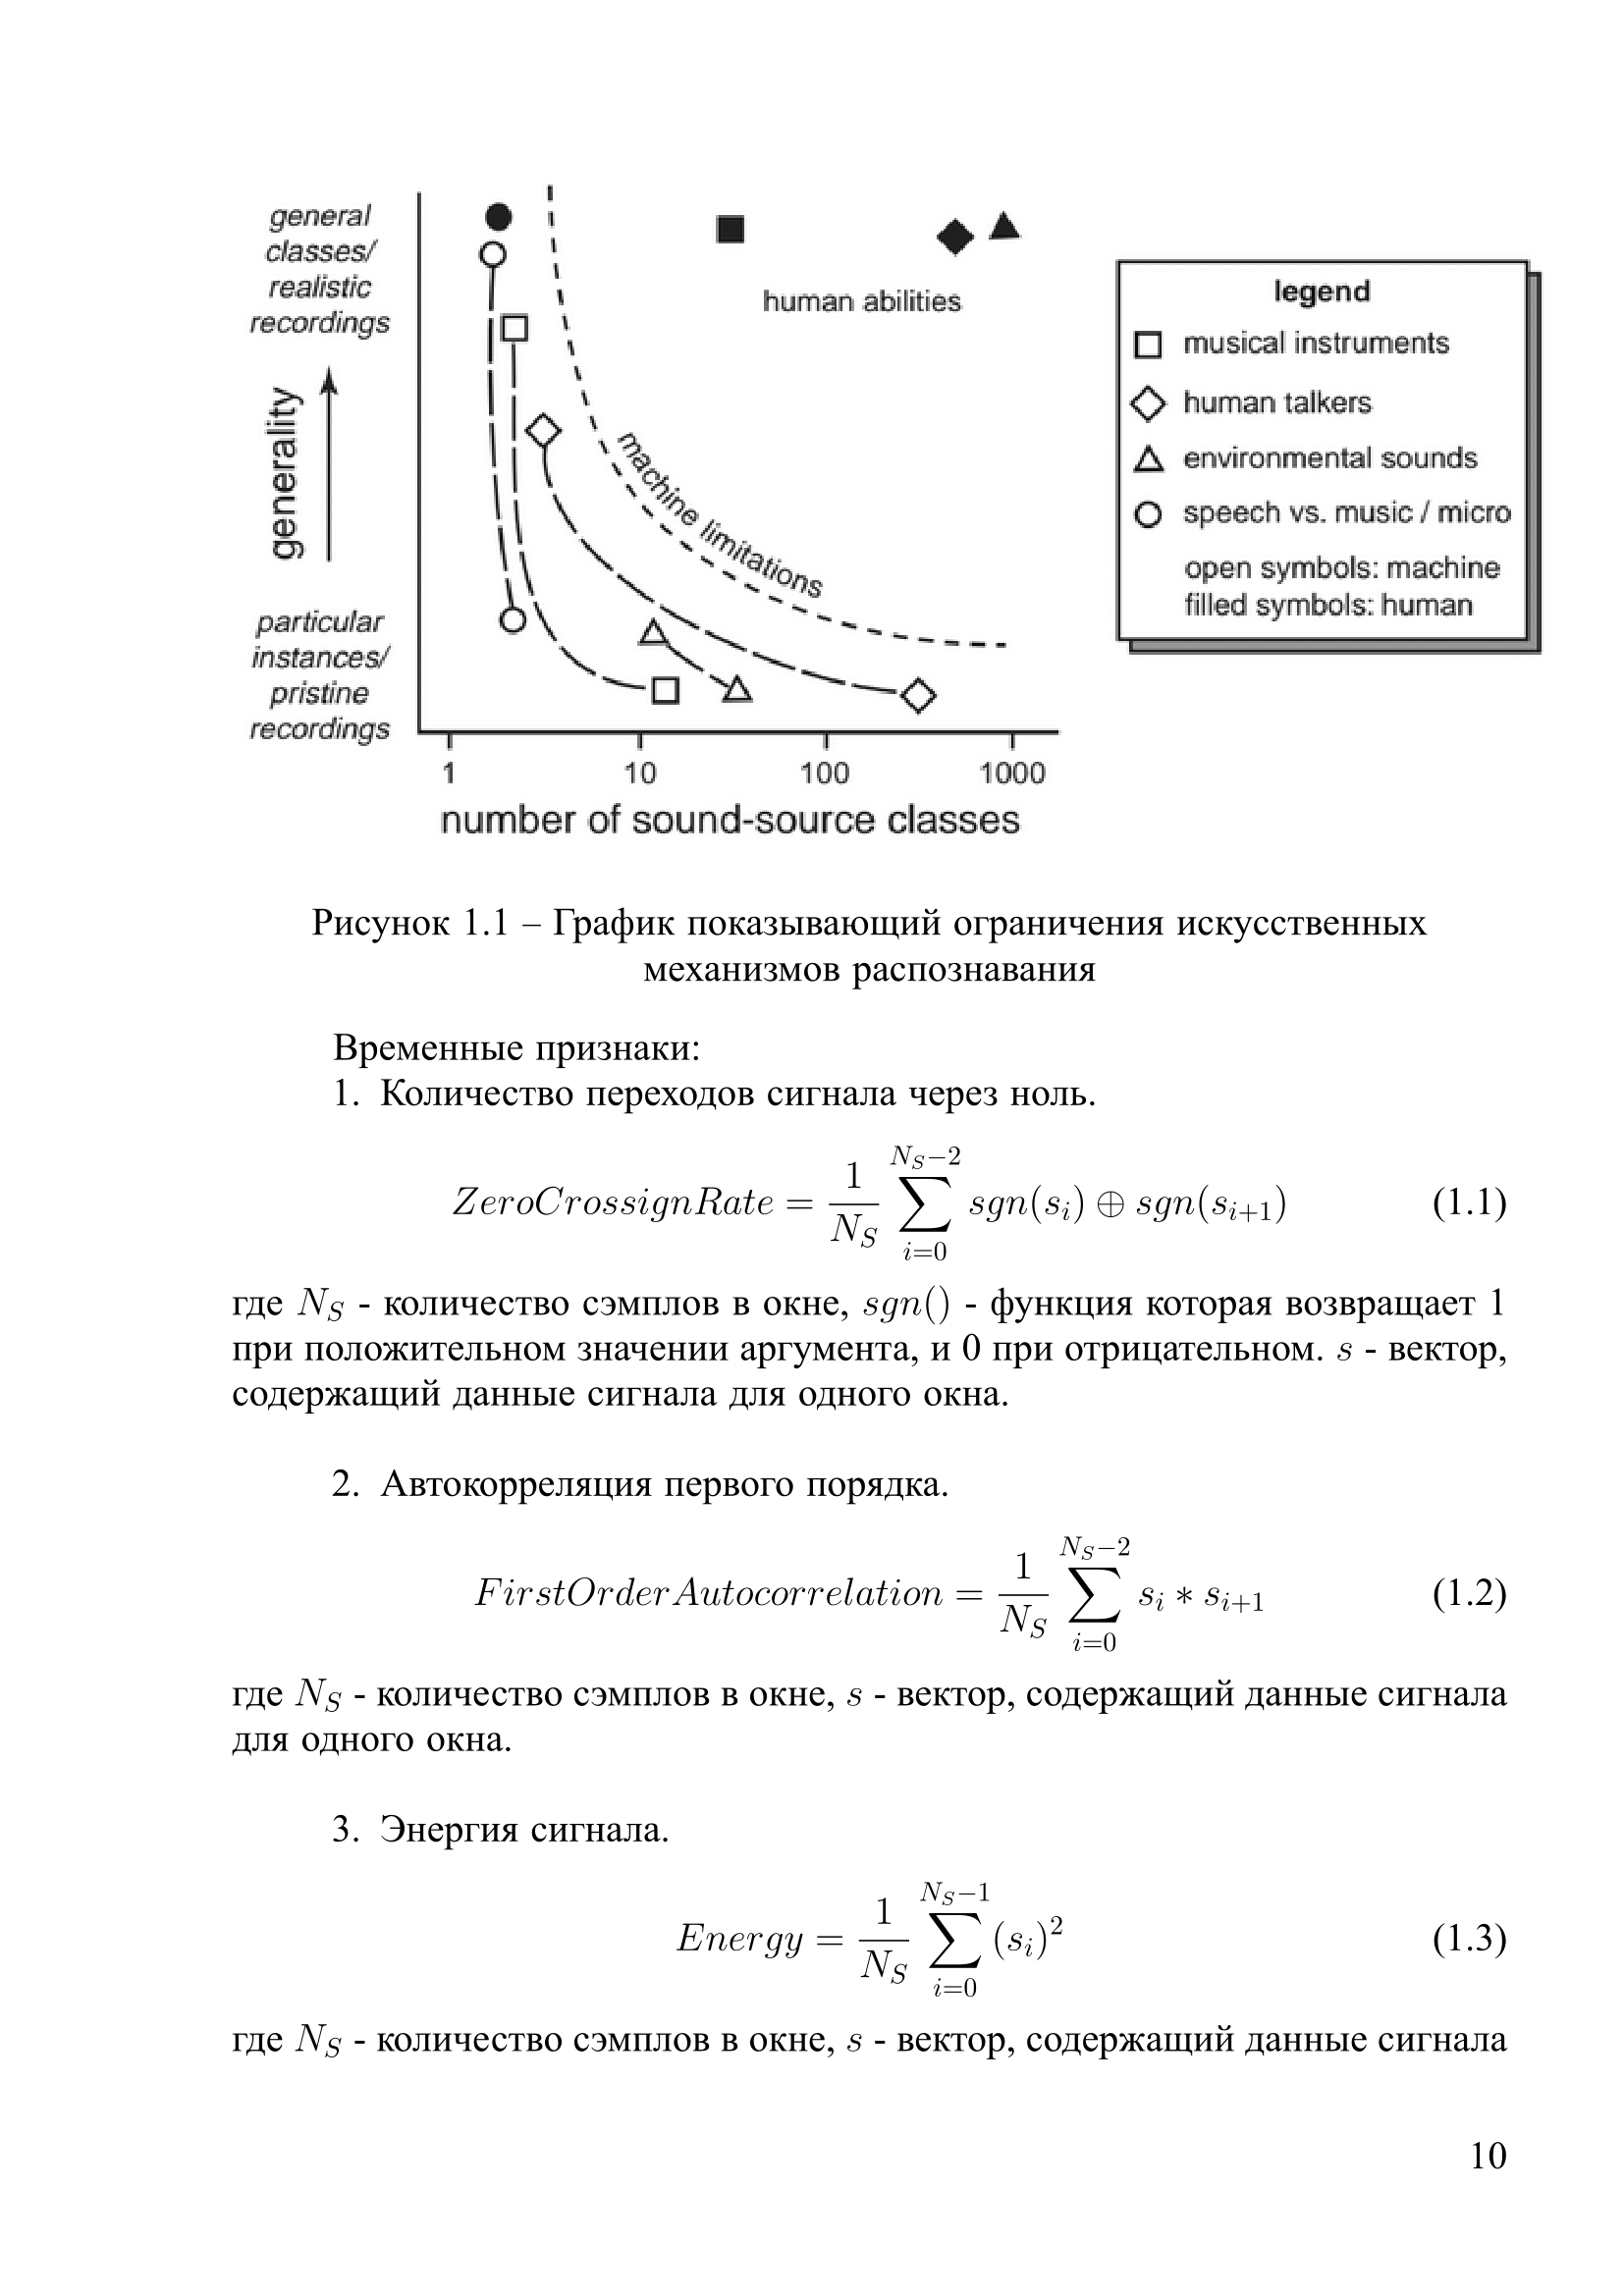 general
classes/
realistic
recordings
generality
particular
instances/
pristine
recordings
human abilities
machine limitations
1 10 100 1000
number of sound-source classes
legend
musical instruments
human talkers
environmental sounds
speech vs. music / micro
open symbols: machine
filled symbols: human
Рисунок 1.1 – График показывающий ограничения искусственных
механизмов распознавания
Временные признаки:
1. Количество переходов сигнала через ноль.
ZeroCrossignRate = \frac{1}{N_S} \sum_{i=0}^{N_S-2} sgn(s_i) ⊕ sgn(s_{i+1}) (1.1)
где N_S - количество сэмплов в окне, sgn() - функция которая возвращает 1
при положительном значении аргумента, и 0 при отрицательном. s - вектор,
содержащий данные сигнала для одного окна.
2. Автокорреляция первого порядка.
FirstOrderAutocorrelation = \frac{1}{N_S} \sum_{i=0}^{N_S-2} s_i * s_{i+1} (1.2)
где N_S - количество сэмплов в окне, s - вектор, содержащий данные сигнала
для одного окна.
3. Энергия сигнала.
Energy = \frac{1}{N_S} \sum_{i=0}^{N_S-1} (s_i)^2 (1.3)
где N_S - количество сэмплов в окне, s - вектор, содержащий данные сигнала
10